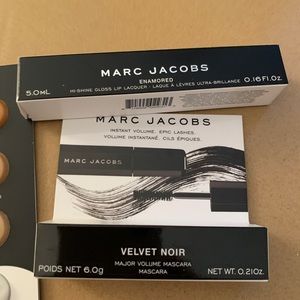 MARC JACOBS
ENAMORED
5.0mL
HI-SHINE GLOSS LIP LACQUER · LAQUE À LÈVRES ULTRA-BRILLANCE
0.16Fl.Oz
MARC JACOBS
INSTANT VOLUME. EPIC LASHES.
VOLUME INSTANTANÉ. CILS ÉPIQUES.
MARC JACOBS
VELVET NOIR
POIDS NET 6.0g
MAJOR VOLUME MASCARA
MASCARA
NET WT. 0.21Oz.